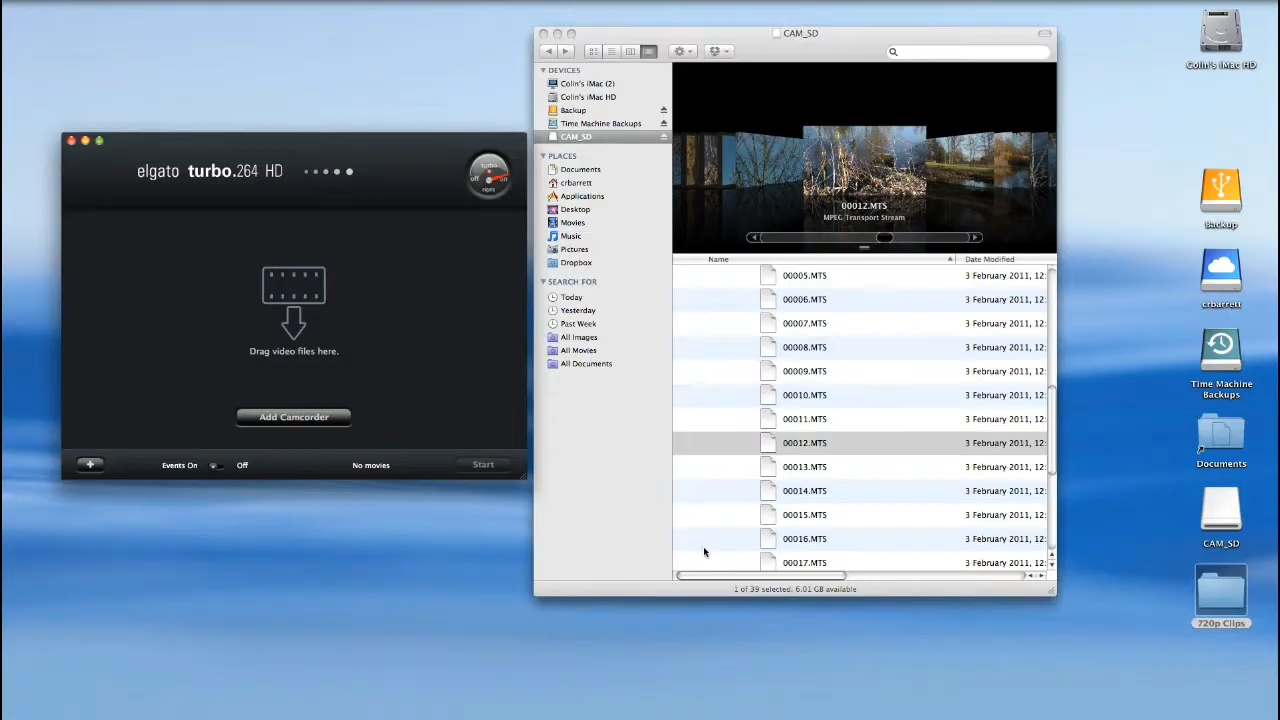 CAM_SD
DEVICES
Colin's iMac (2)
Colin's iMac HD
Backup
Time Machine Backups
CAM_SD
PLACES
Documents
crbarrett
Applications
Desktop
Movies
Music
Pictures
Dropbox
SEARCH FOR
Today
Yesterday
Past Week
All Images
All Movies
All Documents
00012.MTS
MPEG Transport Stream
Name
Date Modified
00005.MTS 3 February 2011, 12:
00006.MTS 3 February 2011, 12:
00007.MTS 3 February 2011, 12:
00008.MTS 3 February 2011, 12:
00009.MTS 3 February 2011, 12:
00010.MTS 3 February 2011, 12:
00011.MTS 3 February 2011, 12:
00012.MTS 3 February 2011, 12:
00013.MTS 3 February 2011, 12:
00014.MTS 3 February 2011, 12:
00015.MTS 3 February 2011, 12:
00016.MTS 3 February 2011, 12:
00017.MTS 3 February 2011, 12:
1 of 39 selected, 6.01 GB available
elgato turbo.264 HD
turbo
off on
elgato
Drag video files here.
Add Camcorder
Events On Off
No movies
Start
Colin's iMac HD
Backup
crbarrett
Time Machine
Backups
Documents
CAM_SD
720p Clips